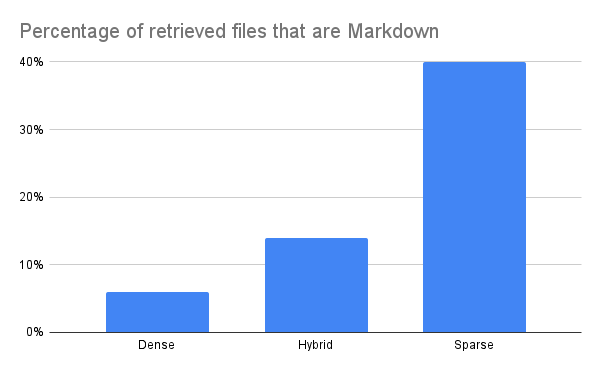 Percentage of retrieved files that are Markdown
40%
30%
20%
10%
0%
Dense
Hybrid
Sparse